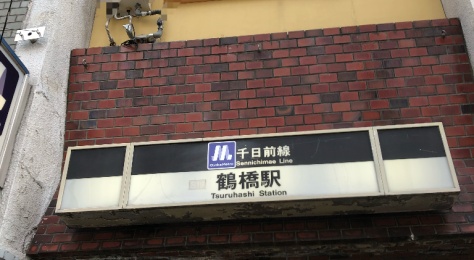 千日前線
Sennichimae Line
鶴橋駅
Tsuruhashi Station